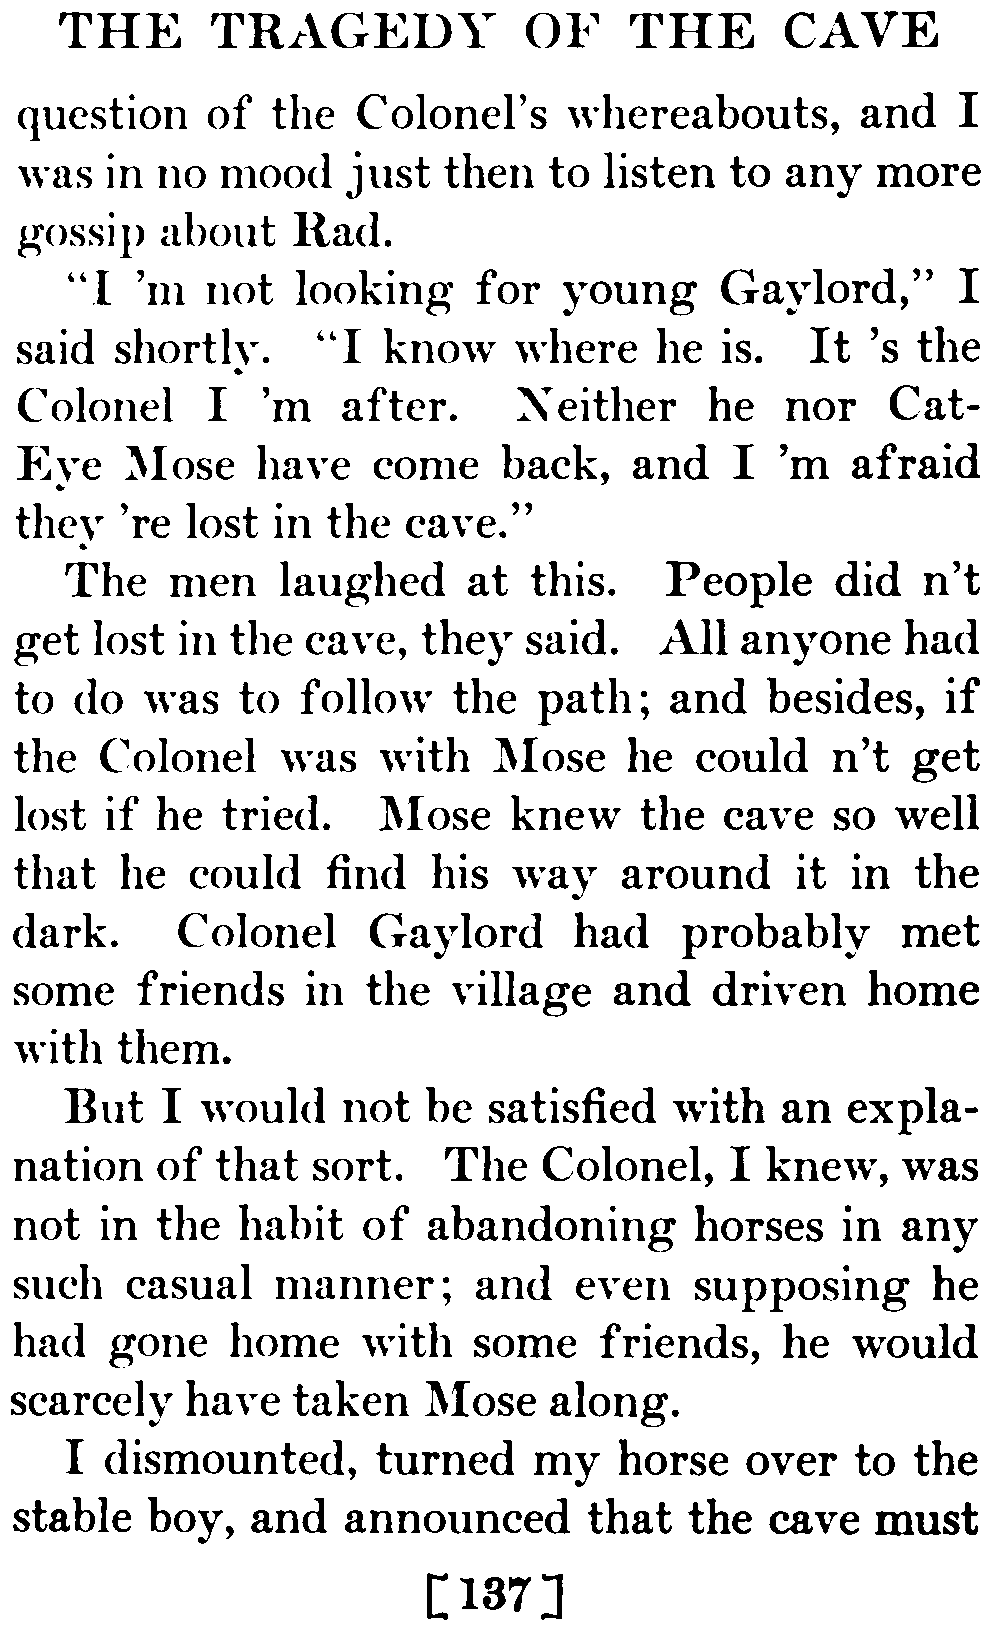 THE TRAGEDY OF THE CAVE
question of the Colonel's whereabouts, and I
was in no mood just then to listen to any more
gossip about Rad.
"I 'm not looking for young Gaylord," I
said shortly. "I know where he is. It 's the
Colonel I 'm after. Neither he nor Cat-
Eye Mose have come back, and I 'm afraid
they 're lost in the cave."
The men laughed at this. People did n't
get lost in the cave, they said. All anyone had
to do was to follow the path; and besides, if
the Colonel was with Mose he could n't get
lost if he tried. Mose knew the cave so well
that he could find his way around it in the
dark. Colonel Gaylord had probably met
some friends in the village and driven home
with them.
But I would not be satisfied with an expla-
nation of that sort. The Colonel, I knew, was
not in the habit of abandoning horses in any
such casual manner; and even supposing he
had gone home with some friends, he would
scarcely have taken Mose along.
I dismounted, turned my horse over to the
stable boy, and announced that the cave must
[137]